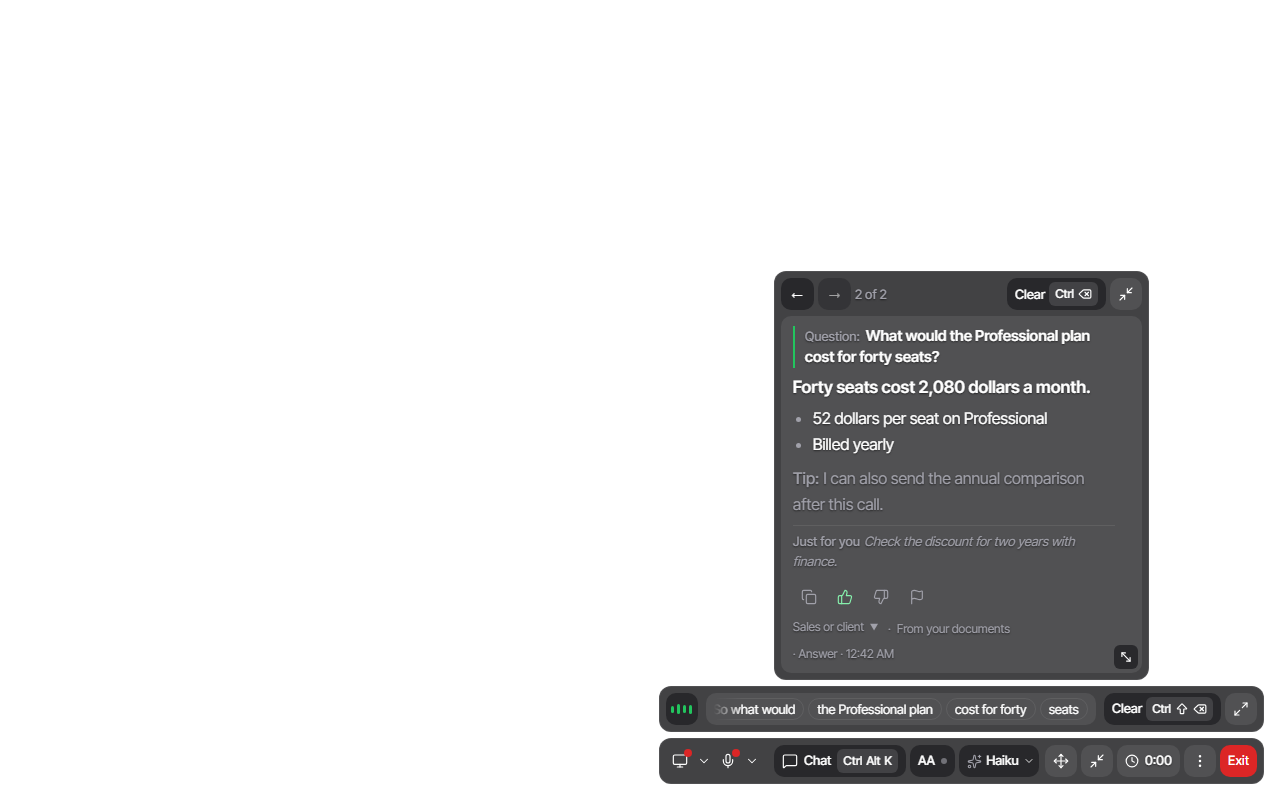 ← → 2 of 2 Clear Ctrl
Question: What would the Professional plan
cost for forty seats?
Forty seats cost 2,080 dollars a month.
• 52 dollars per seat on Professional
• Billed yearly
Tip: I can also send the annual comparison
after this call.
Just for you Check the discount for two years with
finance.
Sales or client ▼ · From your documents
· Answer · 12:42 AM
So what would the Professional plan cost for forty seats Clear Ctrl
Chat Ctrl Alt K AA Haiku 0:00 Exit